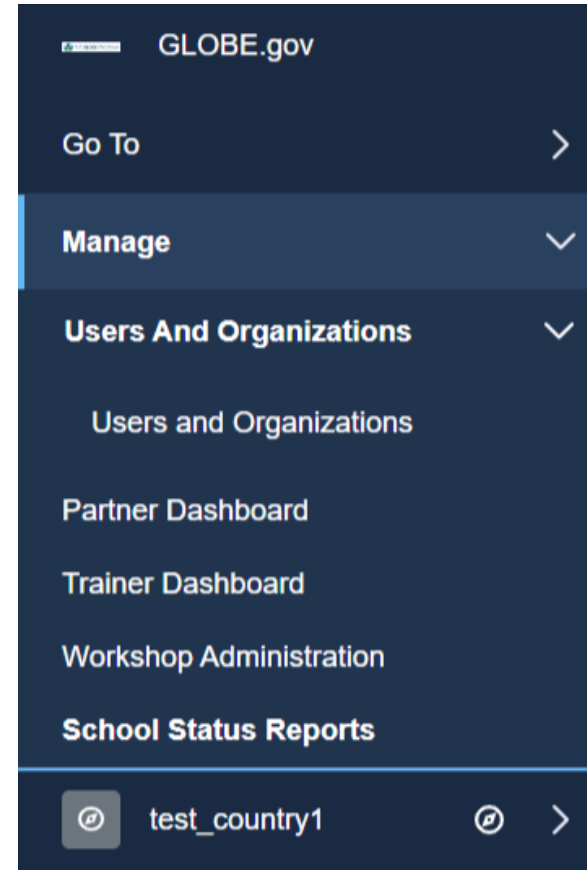 GLOBE.gov
Go To
Manage
Users And Organizations
Users and Organizations
Partner Dashboard
Trainer Dashboard
Workshop Administration
School Status Reports
test_country1